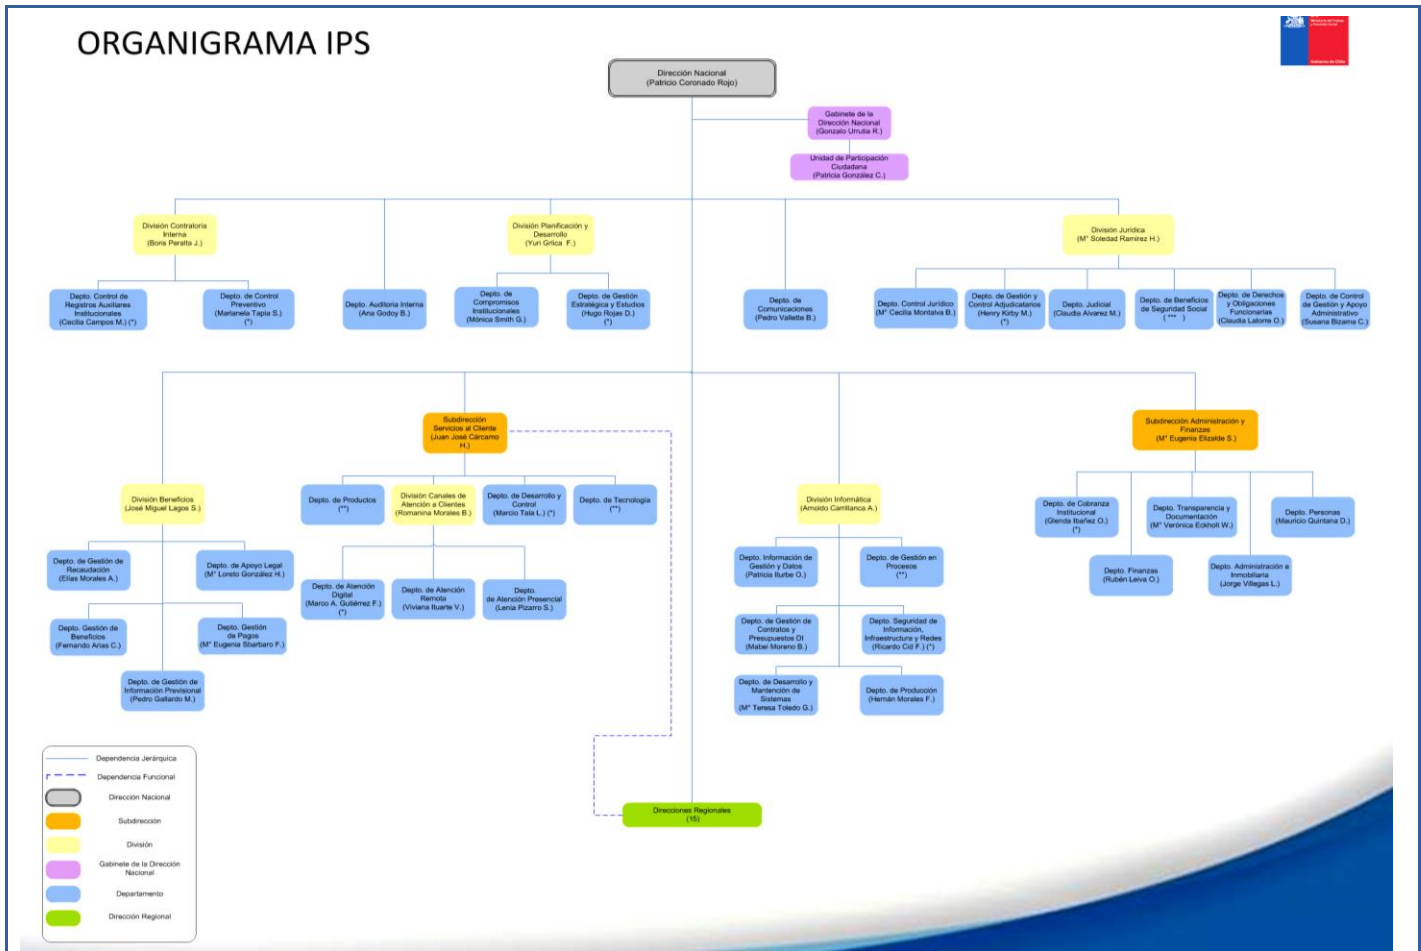 ORGANIGRAMA IPS
Gobierno de Chile
Dirección Nacional
(Patricio Coronado Rojo)
Gabinete de la
Dirección Nacional
(Gonzalo Urrutia R.)
Unidad de Participación
Ciudadana
(Patricia González C.)
División Contraloría
Interna
(Boris Peralta J.)
División Planificación y
Desarrollo
(Yuri Griica F.)
División Jurídica
(M° Soledad Ramírez H.)
Depto. Control de
Registros Auxiliares
Institucionales
(Cecilia Campos M.) (*)
Depto. de Control
Preventivo
(Marianela Tapia S.)
(*)
Depto. Auditoria Interna
(Ana Godoy B.)
Depto. de
Compromisos
Institucionales
(Mónica Smith G.)
Depto. de Gestión
Estratégica y Estudios
(Hugo Rojas D.)
(*)
Depto. de
Comunicaciones
(Pedro Vallette B.)
Depto. Control Jurídico
(M° Cecilia Montalva B.)
Depto. de Gestión y
Control Adjudicatarios
(Henry Kirby M.)
(*)
Depto. Judicial
(Claudia Alvarez M.)
Depto. de Beneficios
de Seguridad Social
( *** )
Depto. de Derechos
y Obligaciones
Funcionarias
(Claudia Latorre O.)
Depto. de Control
de Gestión y Apoyo
Administrativo
(Susana Bizama C.)
Subdirección
Servicios al Cliente
(Juan José Cárcamo
H.)
Subdirección Administración y
Finanzas
(M° Eugenia Elizalde S.)
División Beneficios
(José Miguel Lagos S.)
Depto. de Productos
(**)
División Canales de
Atención a Clientes
(Romanina Morales B.)
Depto. de Desarrollo y
Control
(Marcio Tala L.) (*)
Depto. de Tecnología
(**)
División Informática
(Arnoldo Carrillanca A.)
Depto. de Cobranza
Institucional
(Glenda Ibañez O.)
(*)
Depto. Transparencia y
Documentación
(M° Verónica Eckholt W.)
Depto. Personas
(Mauricio Quintana D.)
Depto. Finanzas
(Rubén Leiva O.)
Depto. Administración e
Inmobiliaria
(Jorge Villegas L.)
Depto. de Gestión de
Recaudación
(Elías Morales A.)
Depto. de Apoyo Legal
(M° Loreto González H.)
Depto. de Atención
Digital
(Marco A. Gutiérrez F.)
(*)
Depto. de Atención
Remota
(Viviana Ituarte V.)
Depto.
de Atención Presencial
(Lenia Pizarro S.)
Depto. Información de
Gestión y Datos
(Patricia Iturbe O.)
Depto. de Gestión en
Procesos
(**)
Depto. Gestión de
Beneficios
(Fernando Arias C.)
Depto. Gestión
de Pagos
(M° Eugenia Sbarbaro F.)
Depto. de Gestión de
Contratos y
Presupuestos DI
(Mabel Moreno B.)
Depto. Seguridad de
Información,
Infraestructura y Redes
(Ricardo Cid F.) (*)
Depto. de Gestión de
Información Previsional
(Pedro Gallardo M.)
Depto. de Desarrollo y
Mantención de
Sistemas
(M° Teresa Toledo G.)
Depto. de Producción
(Hernán Morales F.)
Direcciones Regionales
(15)
Dependencia Jerárquica
Dependencia Funcional
Dirección Nacional
Subdirección
División
Gabinete de la Dirección
Nacional
Departamento
Dirección Regional